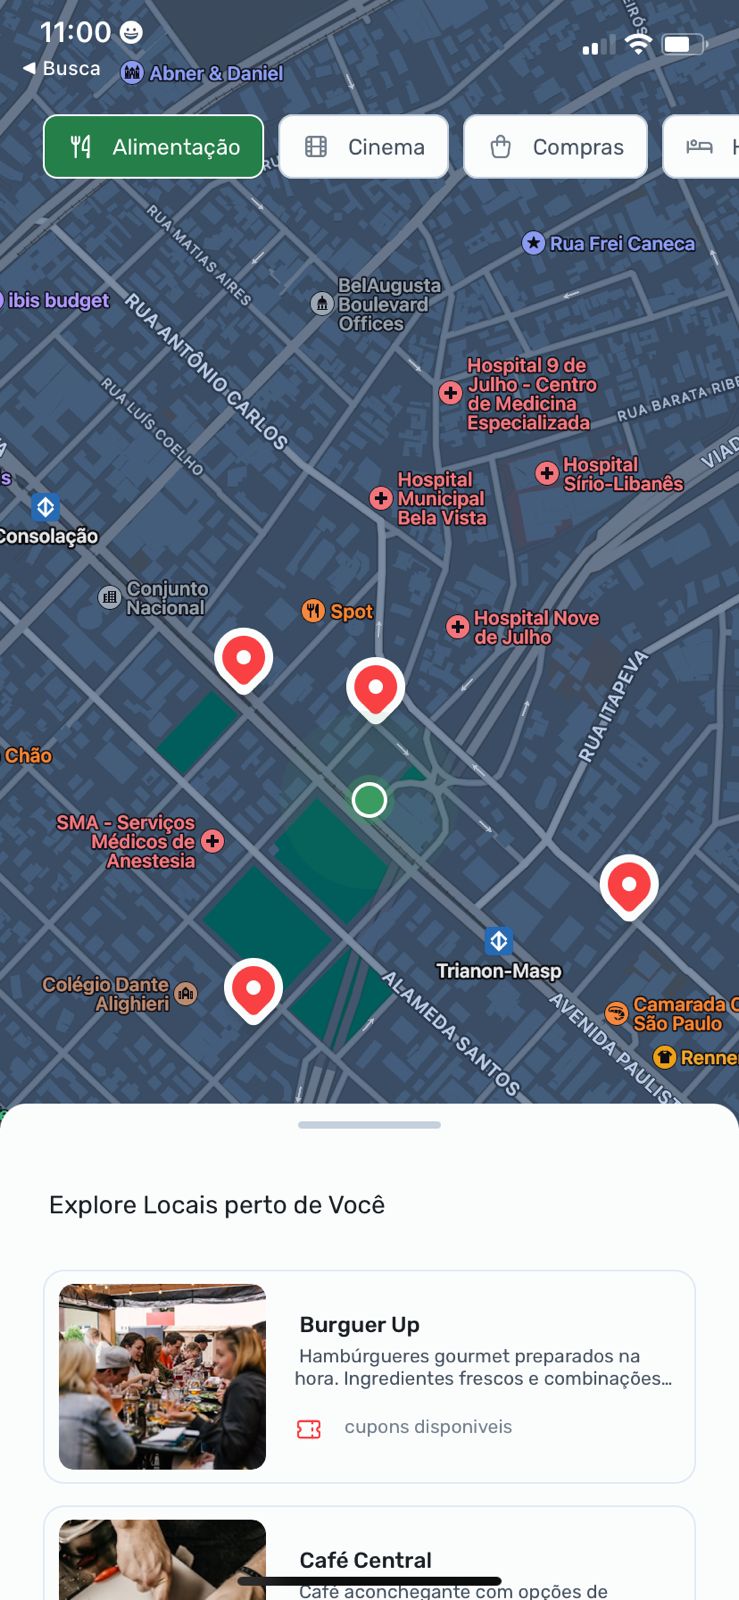 11:00
Busca
Abner & Daniel
Alimentação
Cinema
Compras
RUA MATIAS AIRES
Rua Frei Caneca
ibis budget
BelAugusta
Boulevard
Offices
RUA ANTÔNIO CARLOS
Hospital 9 de
Julho - Centro
de Medicina
Especializada
RUA LUÍS COELHO
RUA BARATA RIBE
VIAD
Hospital
Sírio-Libanês
Hospital
Municipal
Bela Vista
Consolação
Conjunto
Nacional
Spot
Hospital Nove
de Julho
RUA ITAPEVA
Chão
SMA - Serviços
Médicos de
Anestesia
Trianon-Masp
Colégio Dante
Alighieri
ALAMEDA SANTOS
AVENIDA PAULIST
Camarada C
São Paulo
Renner
Explore Locais perto de Você
Burguer Up
Hambúrgueres gourmet preparados na
hora. Ingredientes frescos e combinações...
cupons disponiveis
Café Central
Café aconchegante com opções de